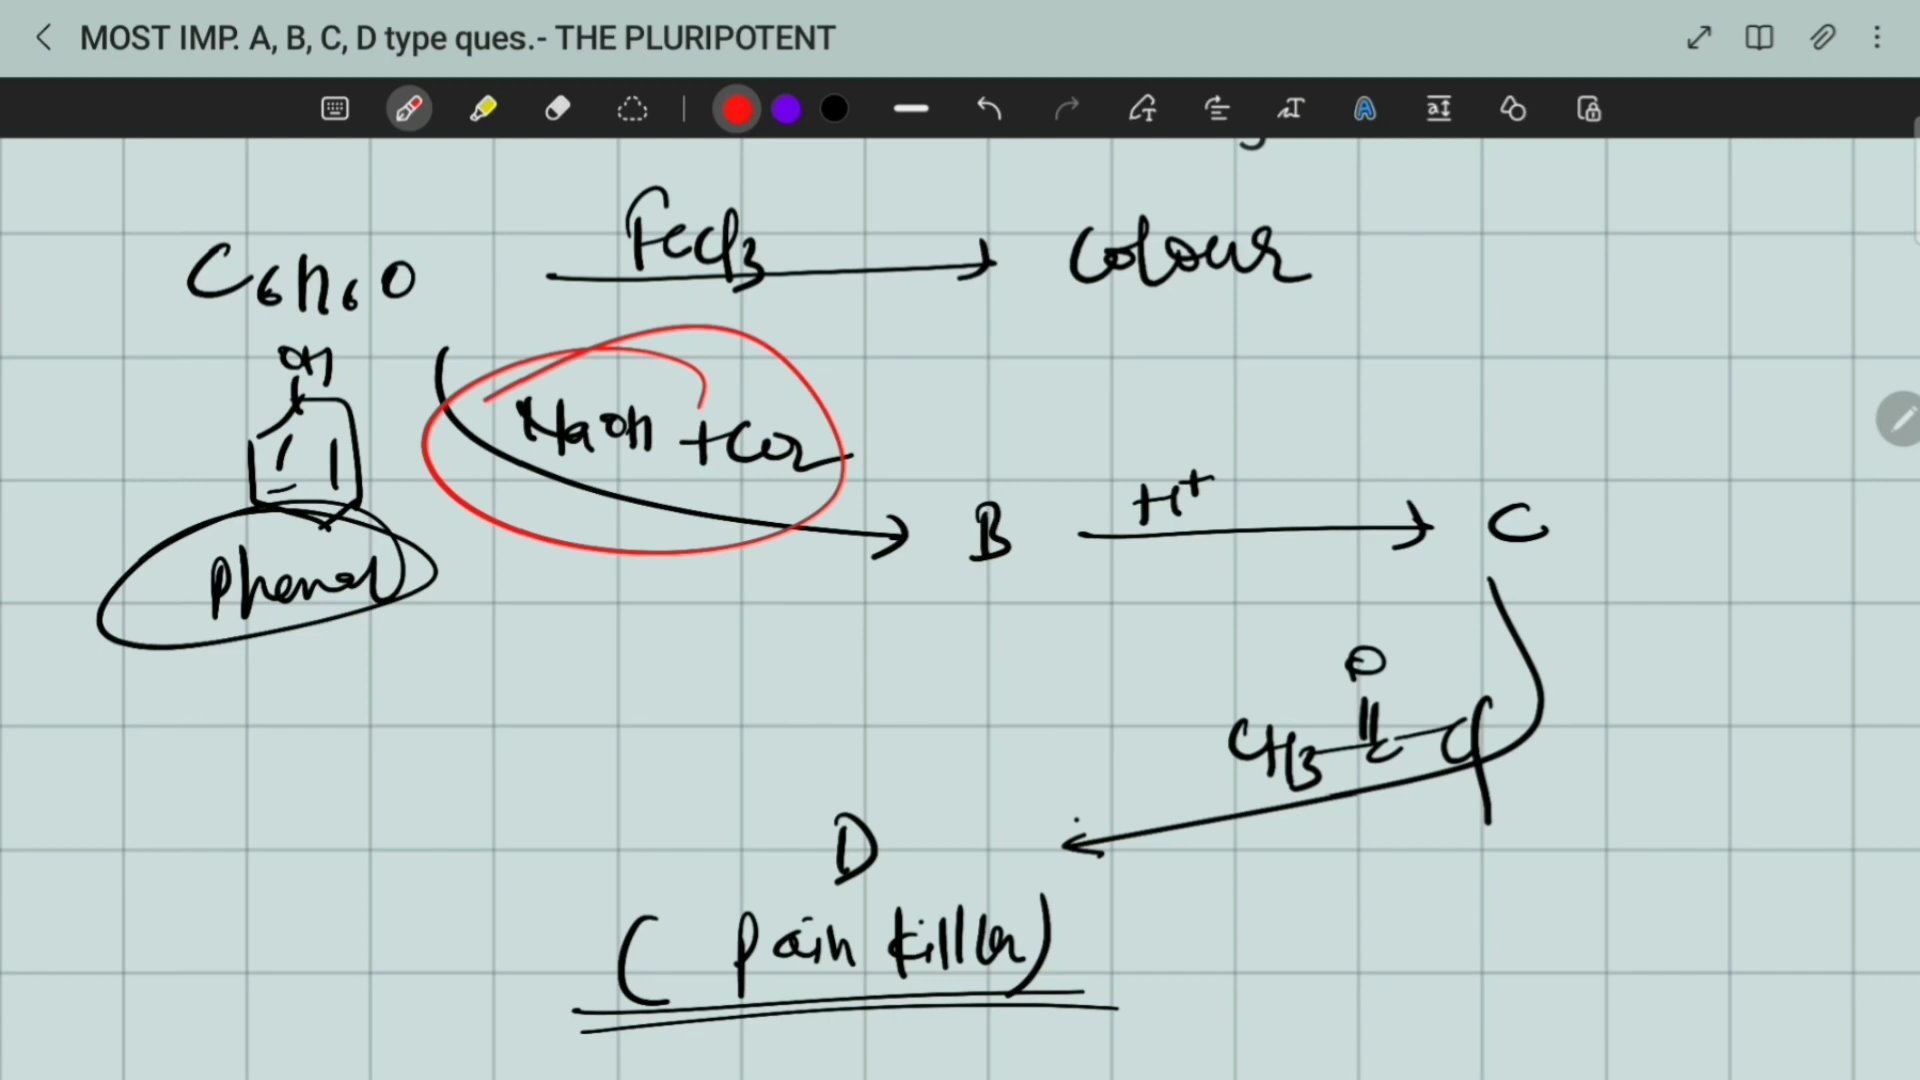 MOST IMP. A, B, C, D type ques.- THE PLURIPOTENT
C6H6O FeCl3 Colour
OH
NaOH + CO2
B H+ C
Phenol
O
CH3-C-Cl
D
(Pain killer)